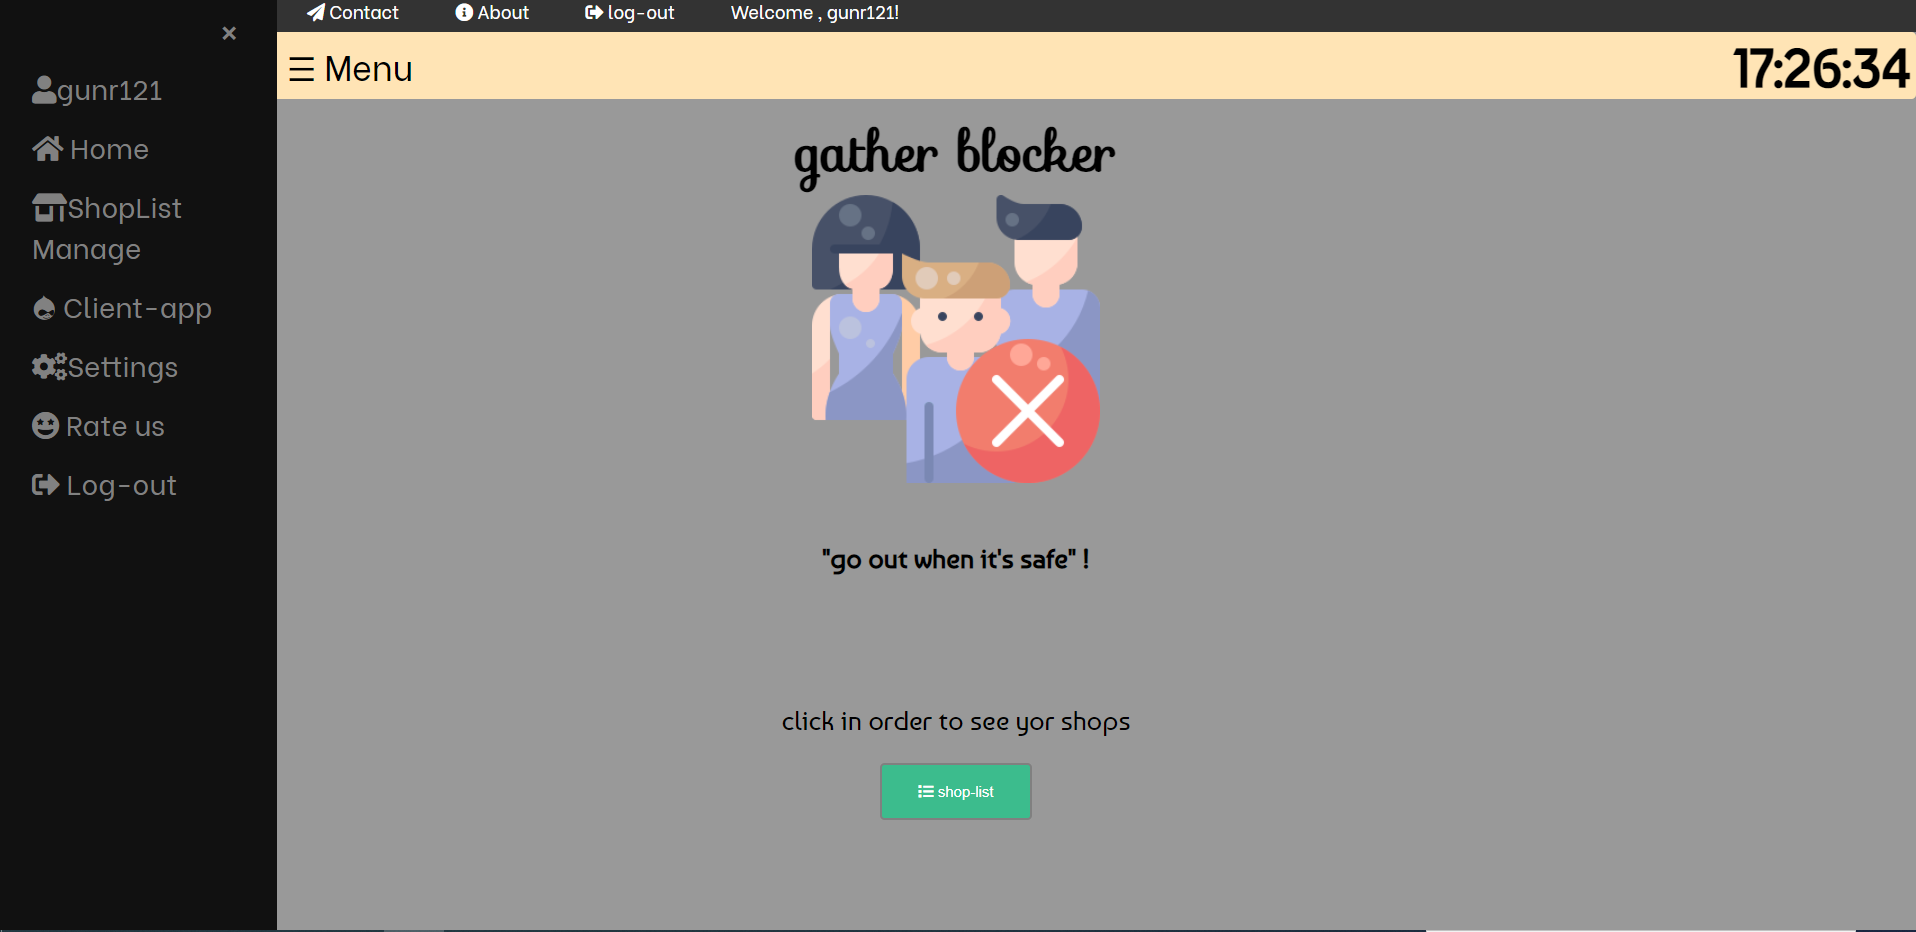 ×
gunr121
Home
ShopList
Manage
Client-app
Settings
Rate us
Log-out
Contact
About
log-out
Welcome , gunr121!
☰ Menu
17:26:34
gather blocker
"go out when it's safe" !
click in order to see yor shops
shop-list